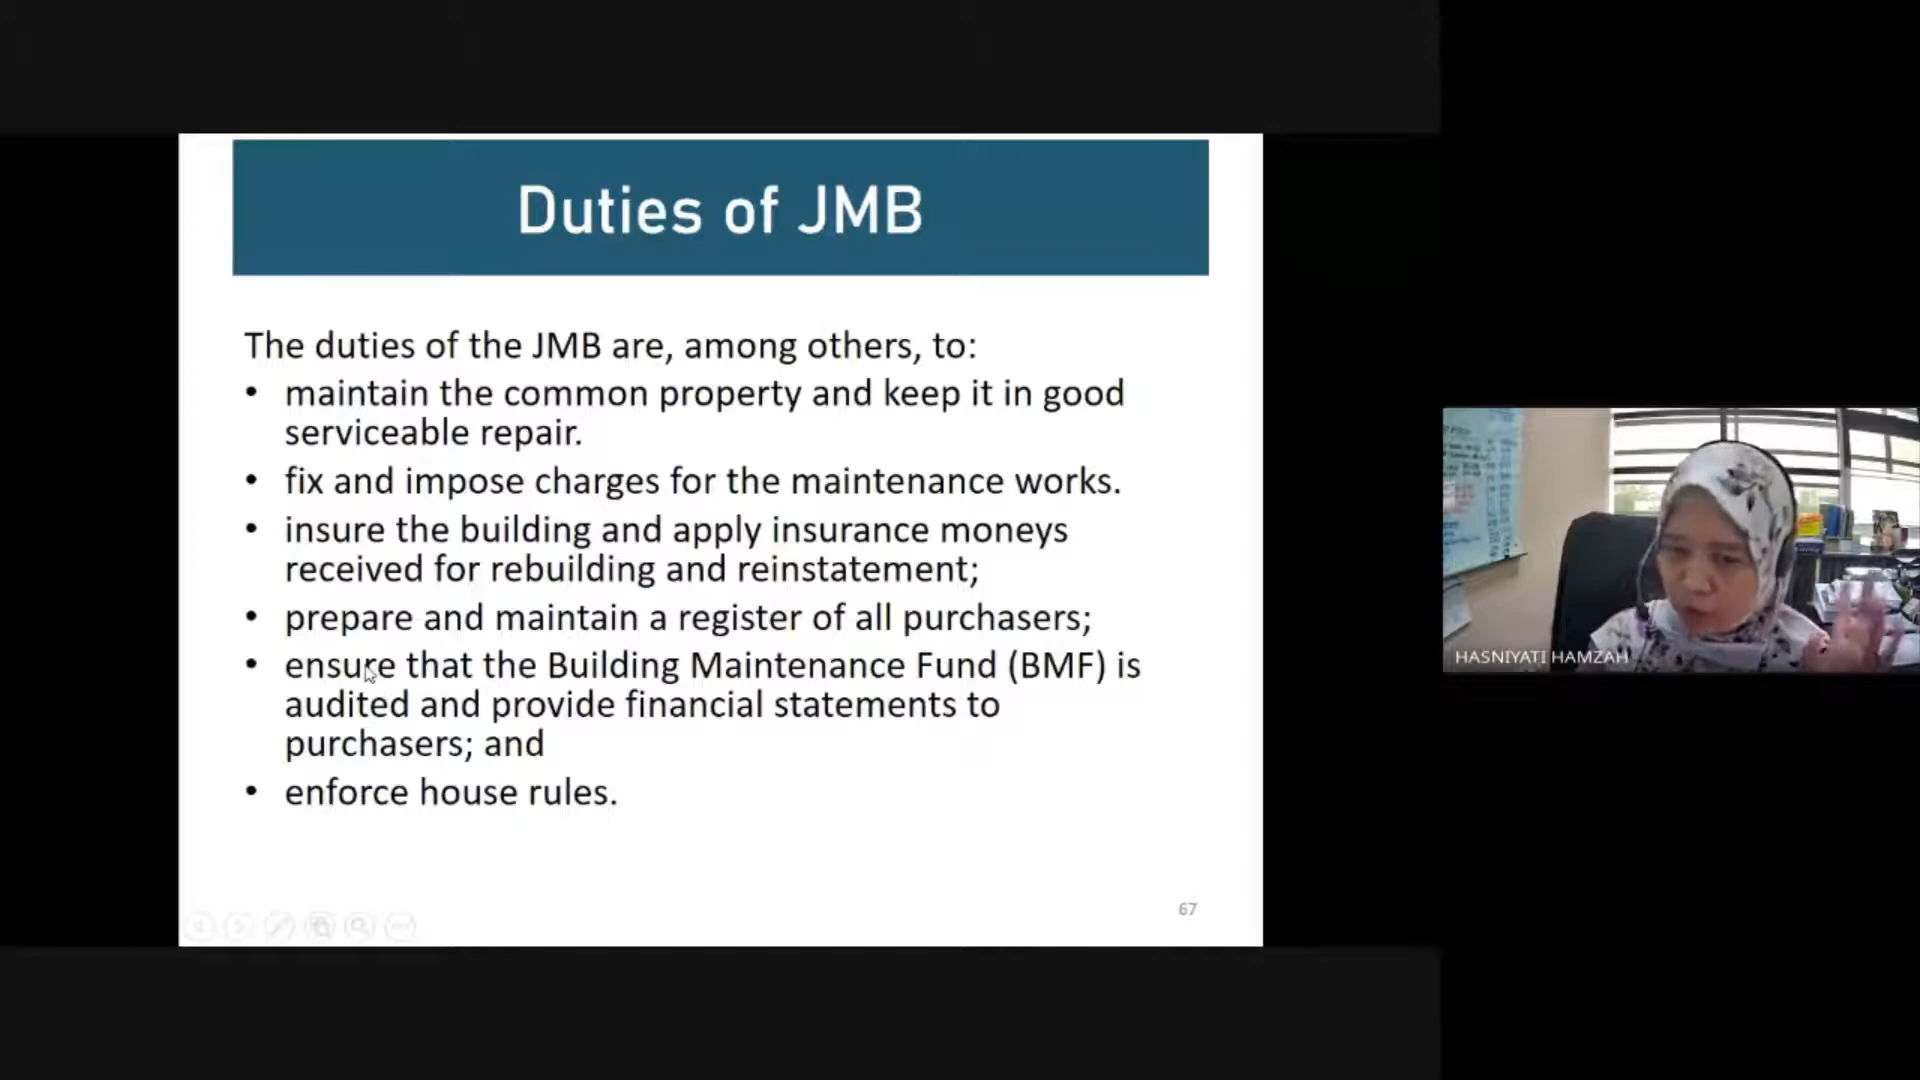 Duties of JMB
The duties of the JMB are, among others, to:
• maintain the common property and keep it in good
serviceable repair.
• fix and impose charges for the maintenance works.
• insure the building and apply insurance moneys
received for rebuilding and reinstatement;
• prepare and maintain a register of all purchasers;
• ensure that the Building Maintenance Fund (BMF) is
audited and provide financial statements to
purchasers; and
• enforce house rules.
67
HASNIYATI HAMZAH